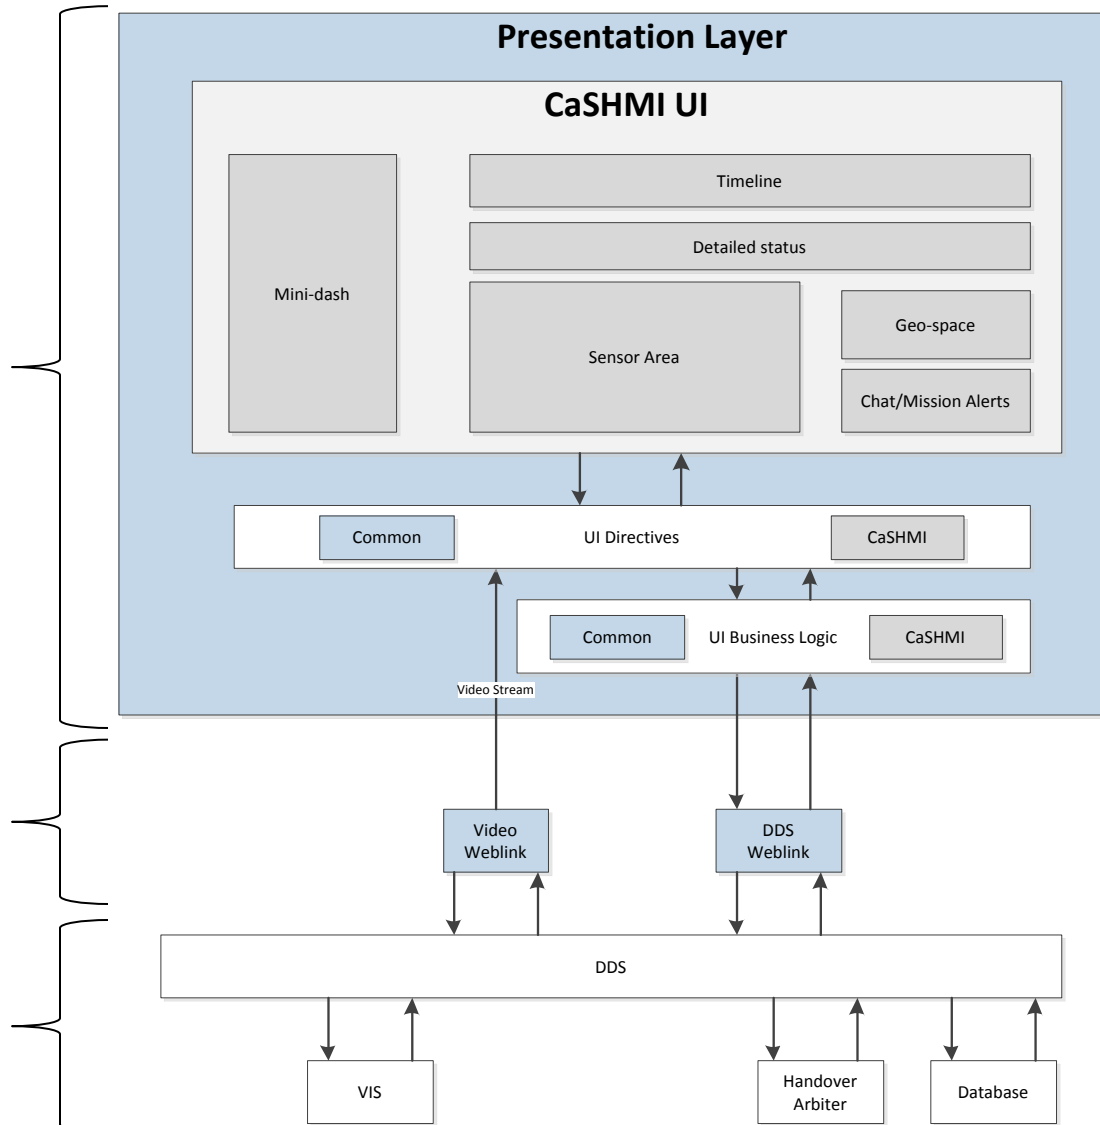 Presentation Layer
CaSHMI UI
Mini-dash
Timeline
Detailed status
Sensor Area
Geo-space
Chat/Mission Alerts
Common
UI Directives
CaSHMI
Common
UI Business Logic
CaSHMI
Video Stream
Video
Weblink
DDS
Weblink
DDS
VIS
Handover
Arbiter
Database